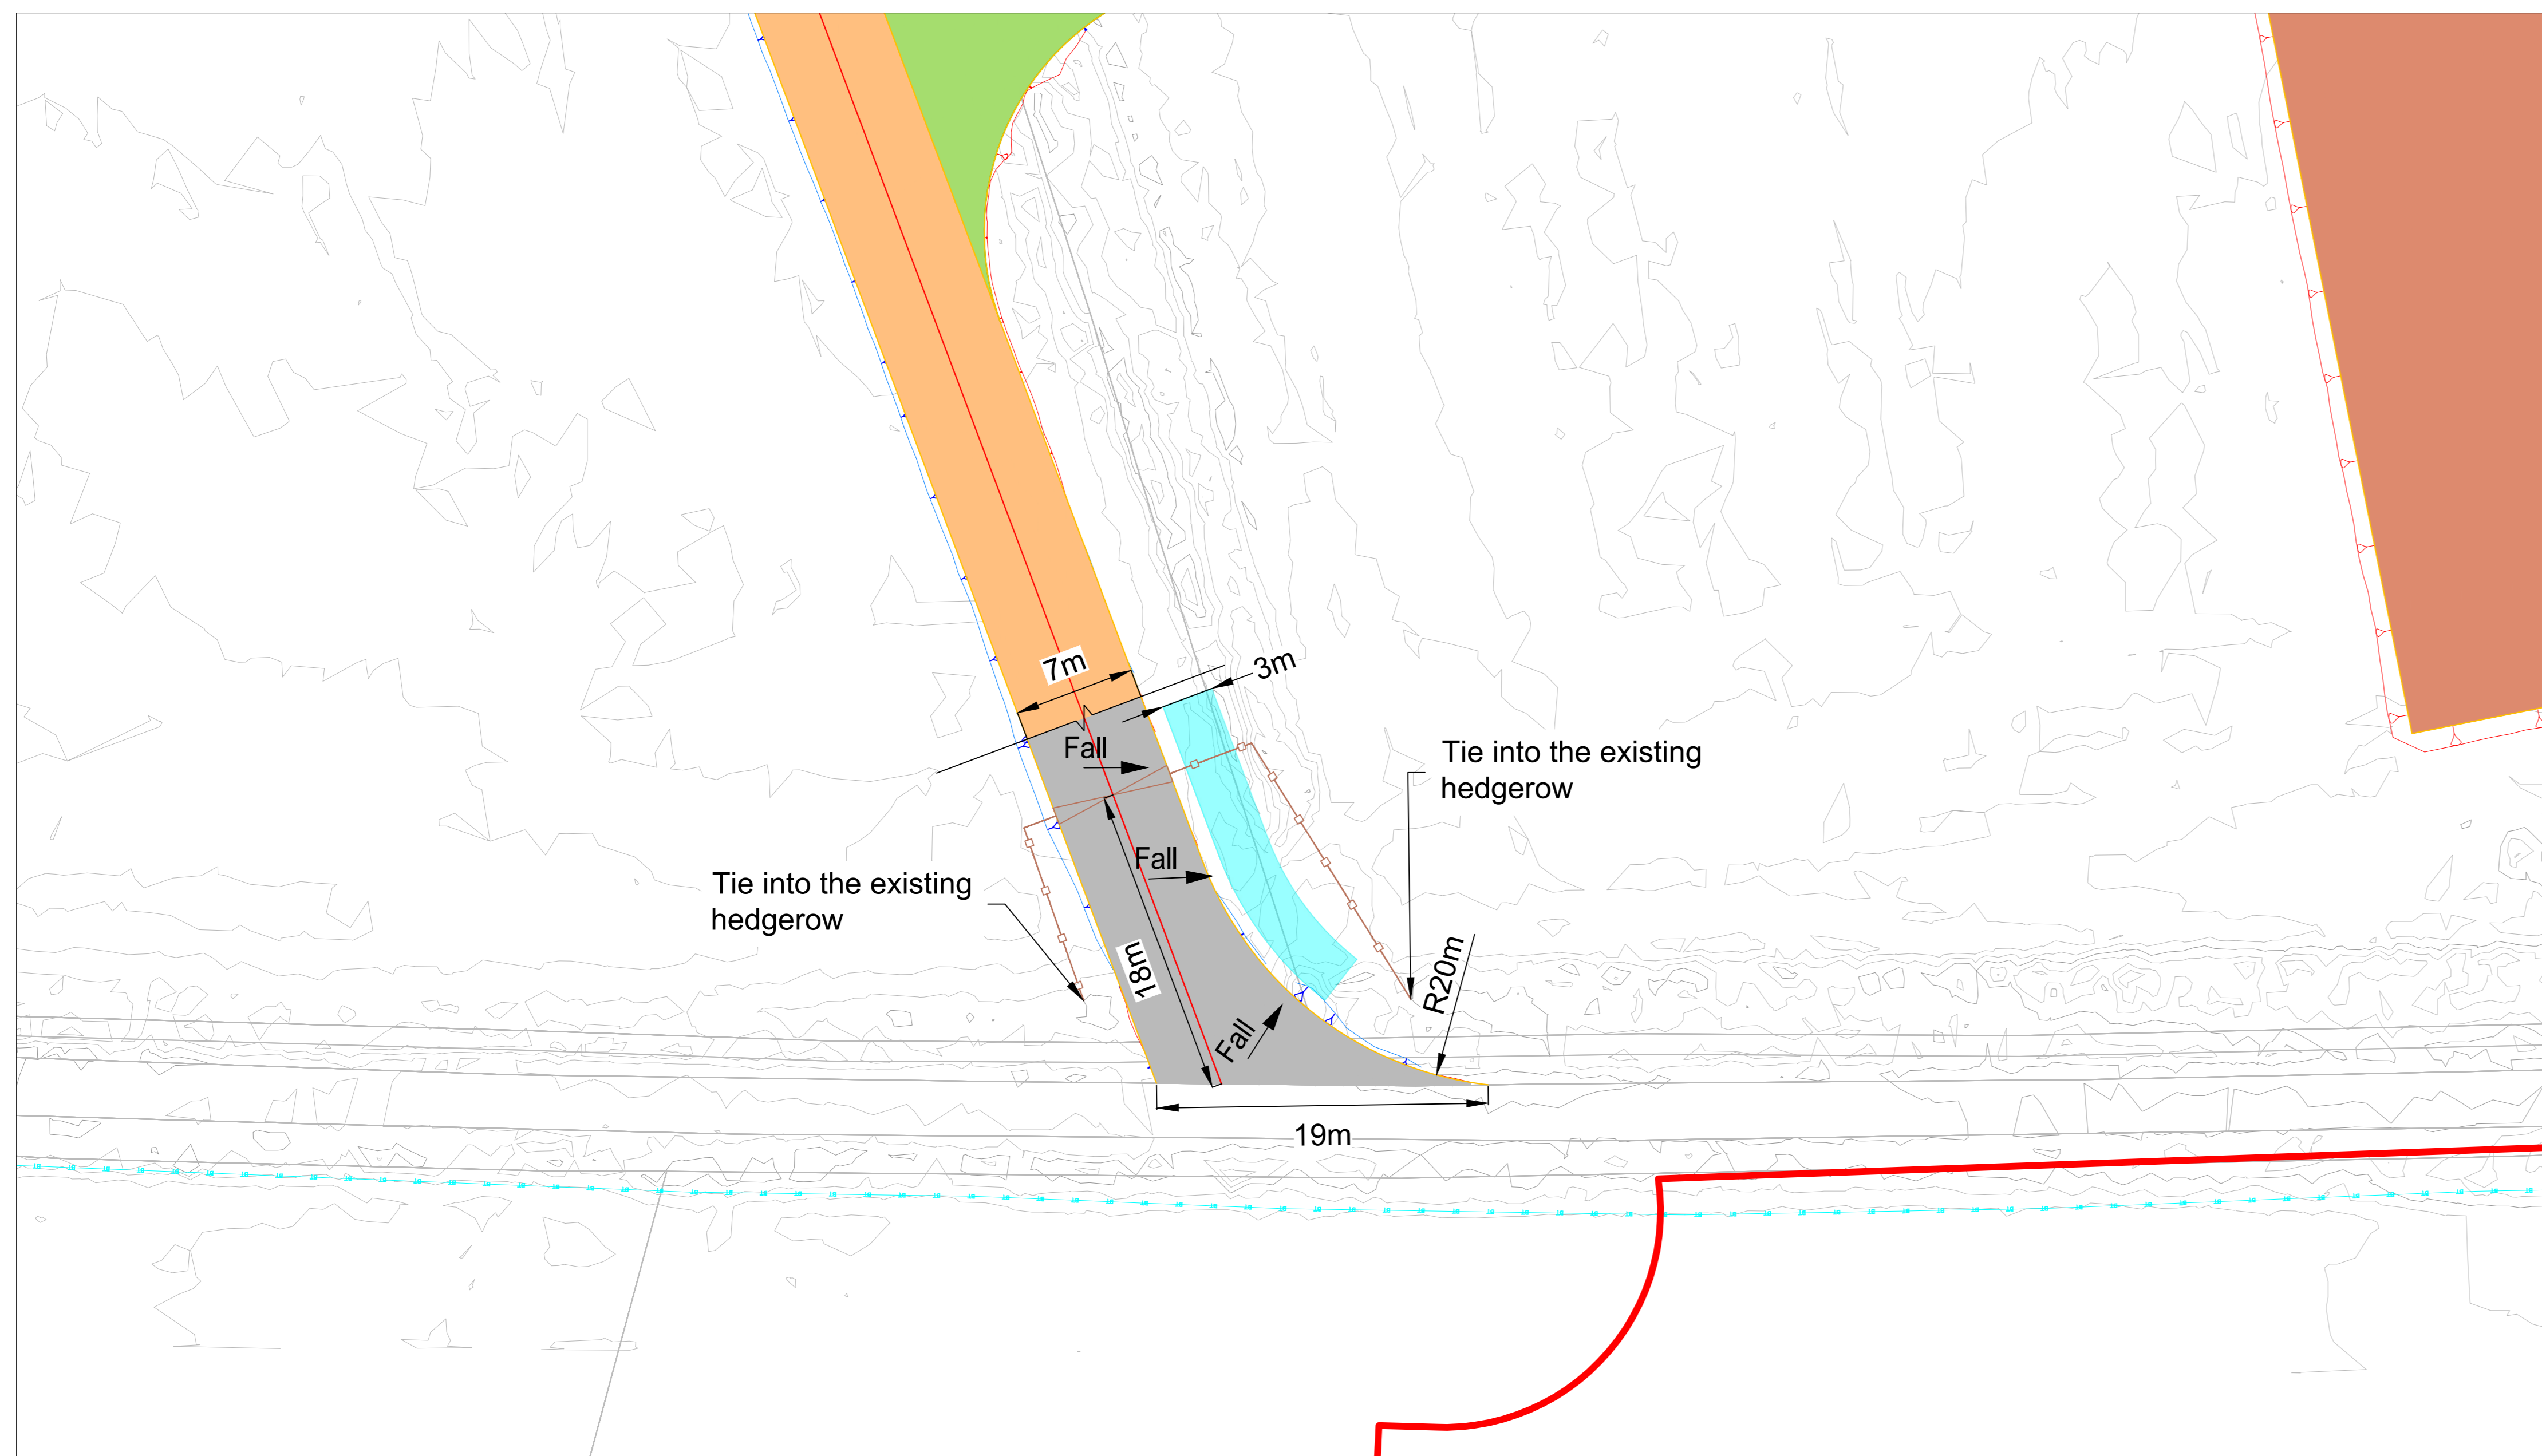 7m
3m
Fall
Tie into the existing
hedgerow
Fall
Tie into the existing
hedgerow
18m
R20m
Fall
19m